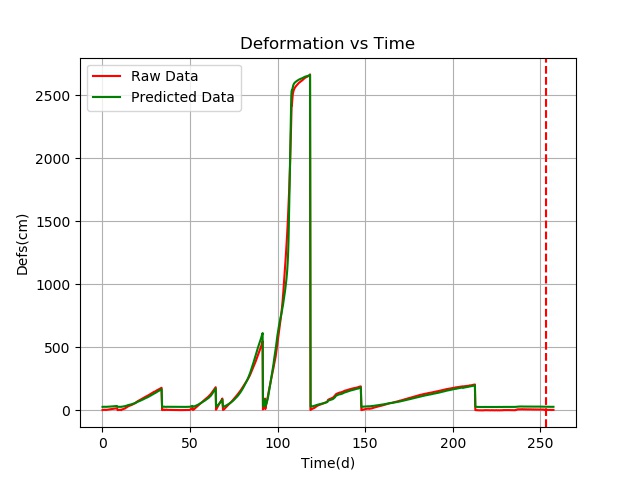 Deformation vs Time
Raw Data
Predicted Data
2500
2000
1500
1000
500
0
Defs(cm)
0 50 100 150 200 250
Time(d)